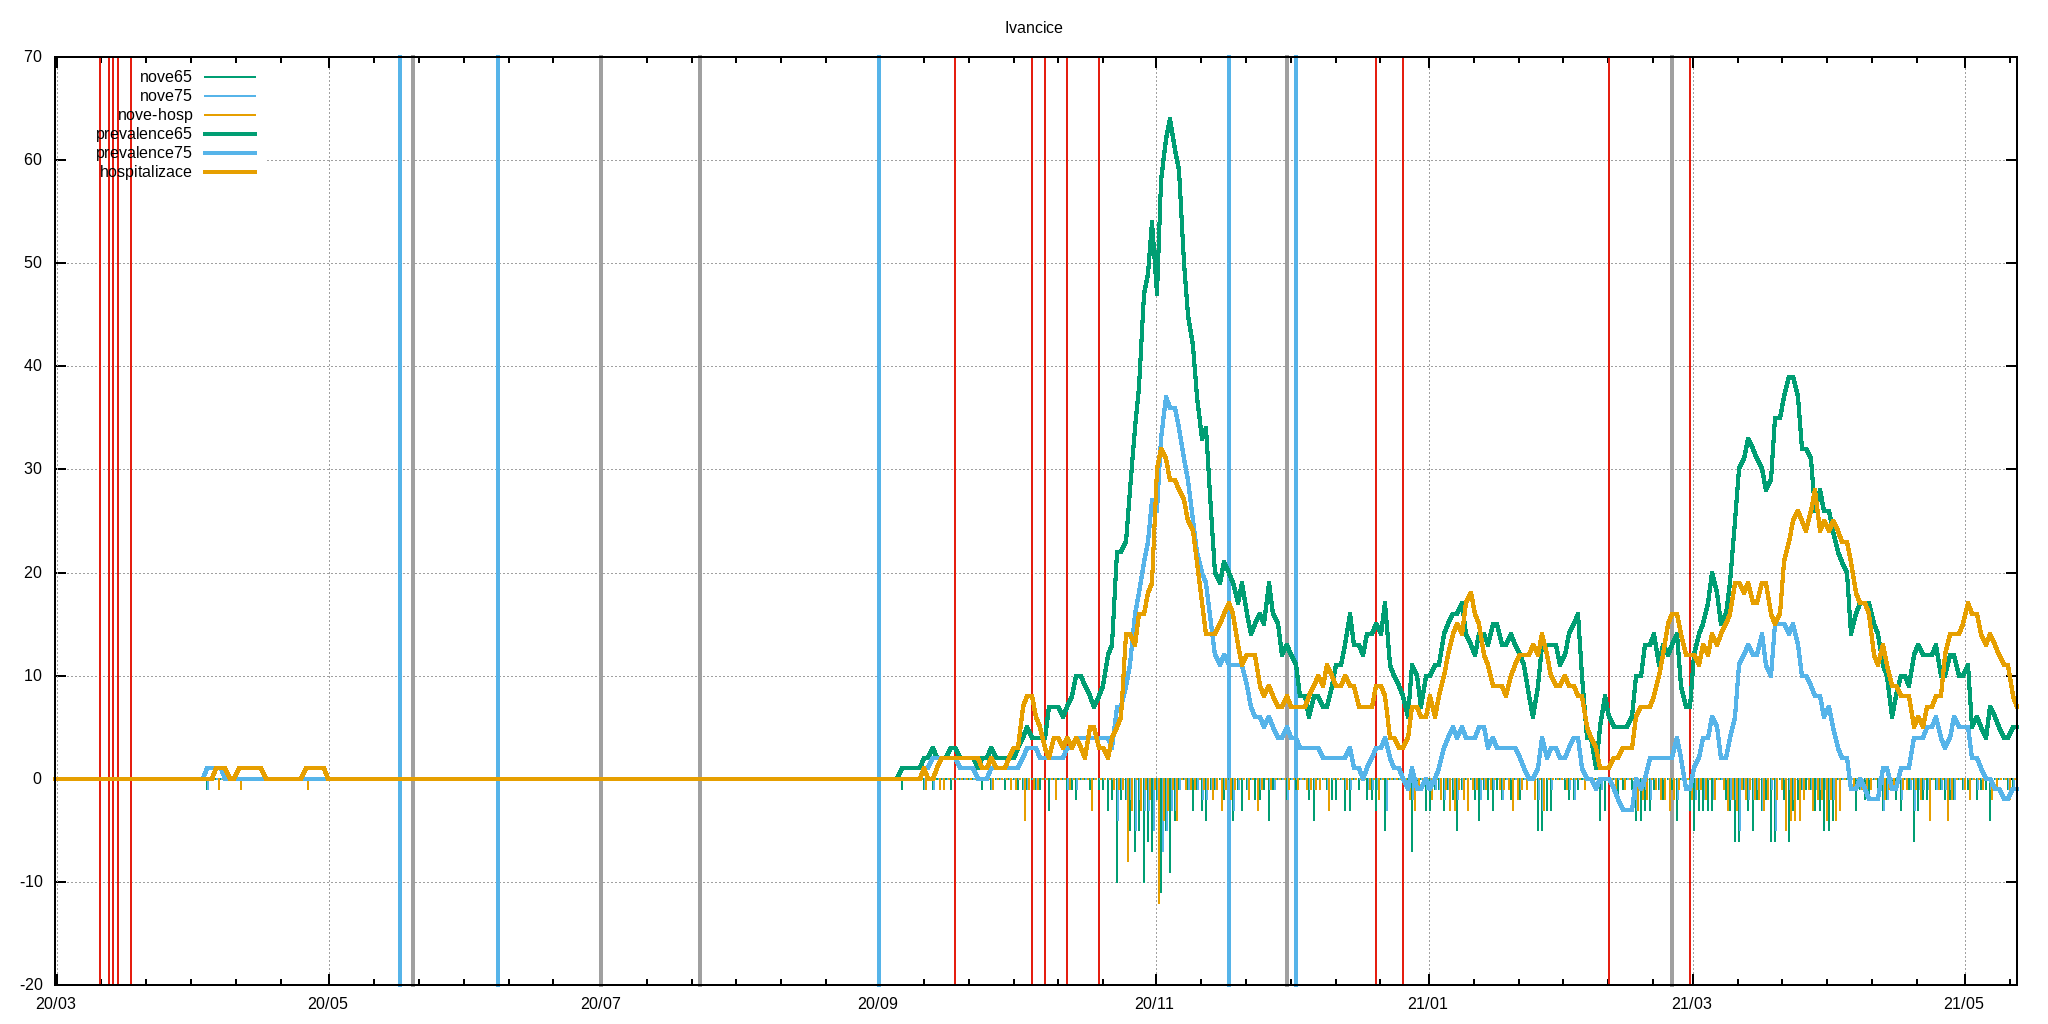 Ivancice
70
60
50
40
30
20
10
0
-10
-20
nove65
nove75
nove-hosp
prevalence65
prevalence75
hospitalizace
20/03 20/05 20/07 20/09 20/11 21/01 21/03 21/05